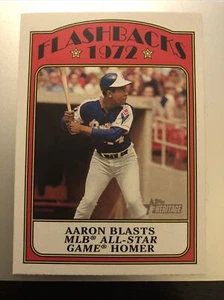 FLASHBACKS
1972
Topps
HERITAGE
AARON BLASTS
MLB® ALL-STAR
GAME® HOMER